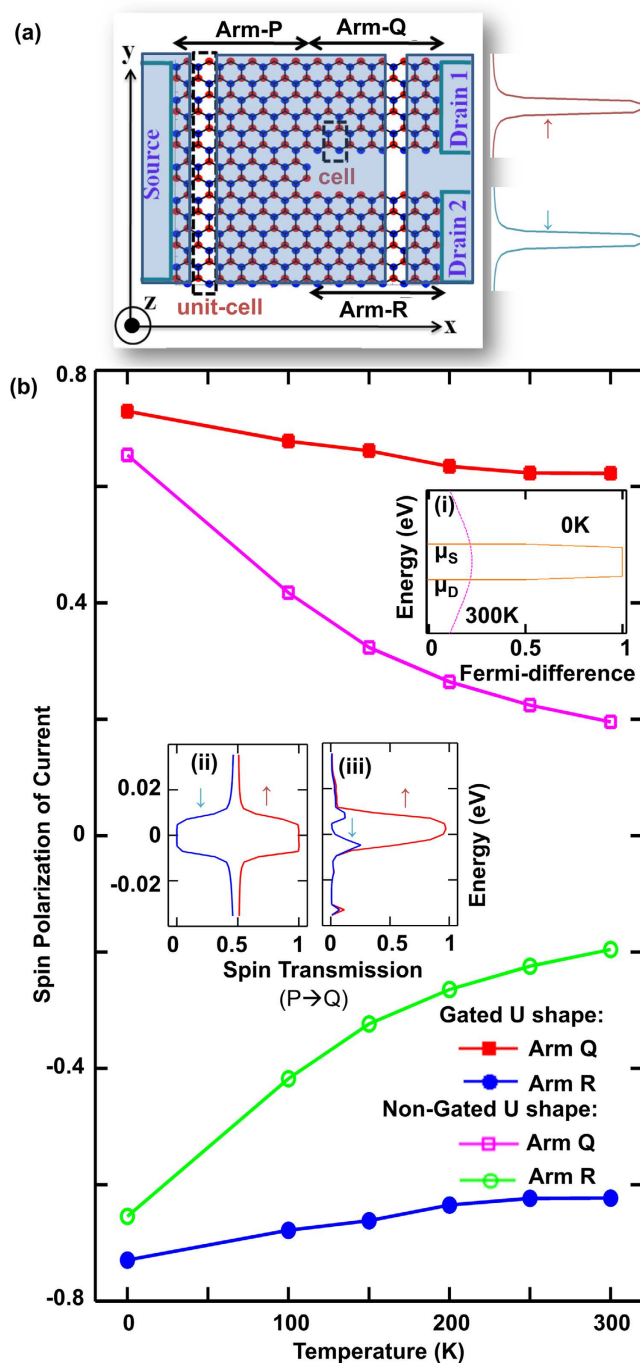 (a)
Arm-P
Arm-Q
y
Source
Drain 1
↑
cell
↓
Drain 2
unit-cell
Arm-R
z
x
(b)
0.8
0.4
0
-0.4
-0.8
Spin Polarization of Current
(i)
0K
μS
μD
300K
Energy (eV)
0
0.5
1
Fermi-difference
(ii)
↓
↑
0.02
0
-0.02
0
0.5
1
(iii)
↑
↓
Energy (eV)
0
0.5
1
Spin Transmission
(P→Q)
Gated U shape:
Arm Q
Arm R
Non-Gated U shape:
Arm Q
Arm R
0
100
200
300
Temperature (K)